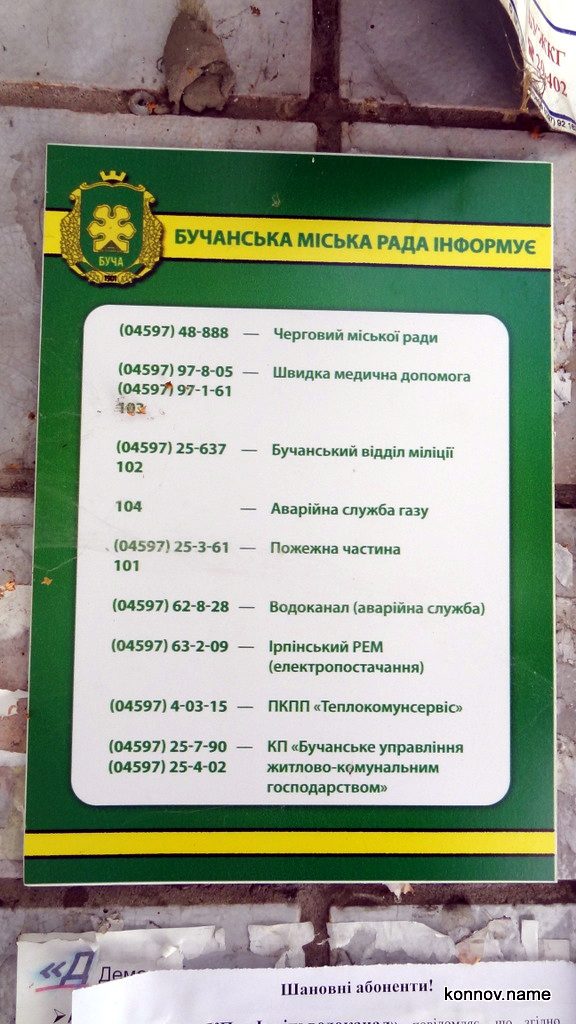 УЖКГ
402
БУЧА
БУЧАНСЬКА МІСЬКА РАДА ІНФОРМУЄ
(04597) 48-888 — Черговий міської ради
(04597) 97-8-05 — Швидка медична допомога
(04597) 97-1-61
103
(04597) 25-637 — Бучанський відділ міліції
102
104 — Аварійна служба газу
(04597) 25-3-61 — Пожежна частина
101
(04597) 62-8-28 — Водоканал (аварійна служба)
(04597) 63-2-09 — Ірпінський РЕМ
(електропостачання)
(04597) 4-03-15 — ПКПП «Теплокомунсервіс»
(04597) 25-7-90 — КП «Бучанське управління
(04597) 25-4-02 житлово-комунальним
господарством»
«Д Дем
Шановні абоненти!
konnov.name